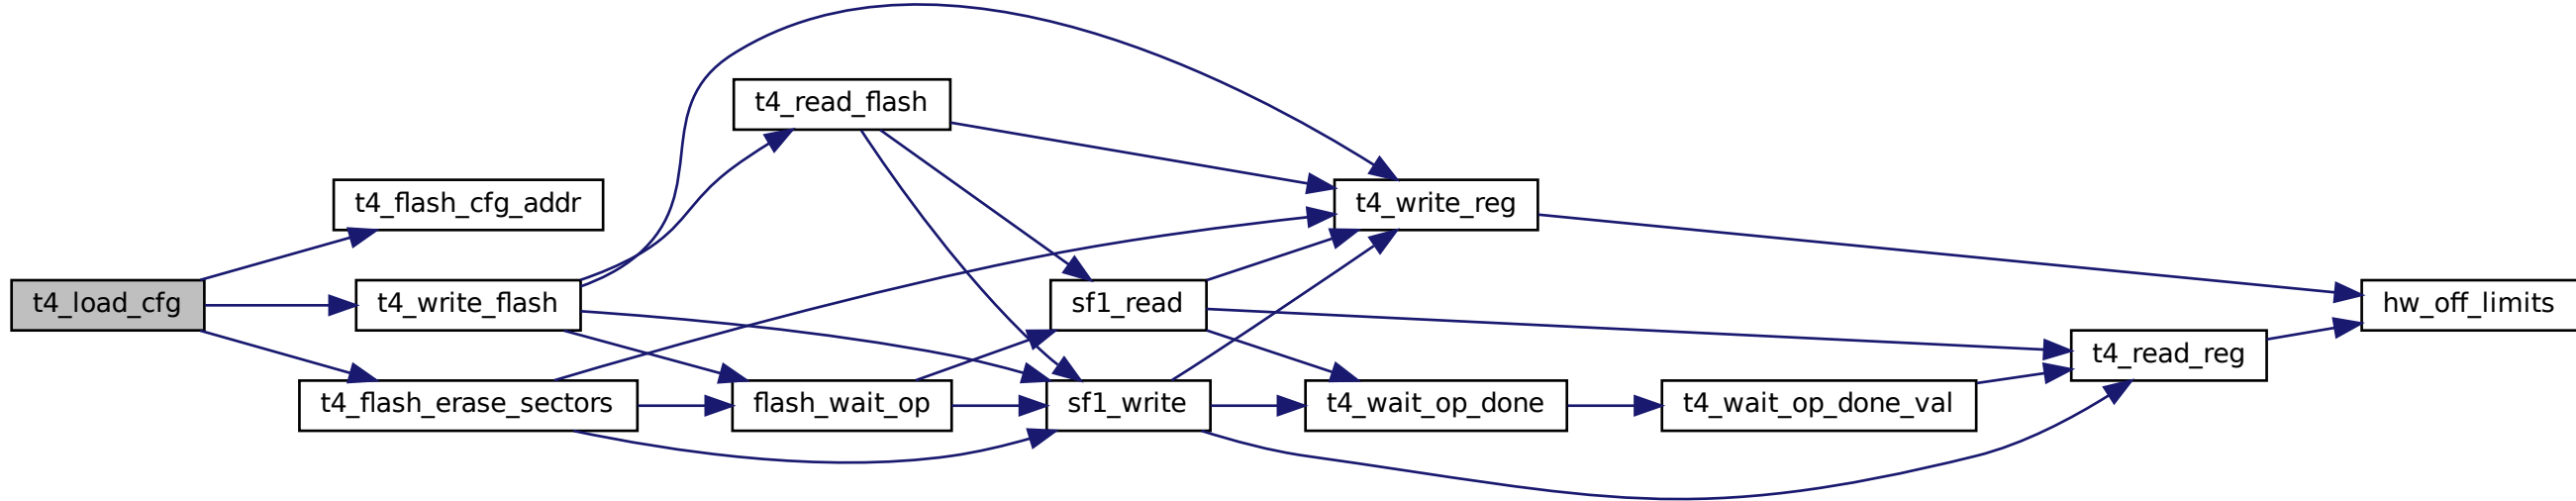 t4_load_cfg
t4_flash_cfg_addr
t4_write_flash
t4_flash_erase_sectors
t4_read_flash
flash_wait_op
sf1_read
sf1_write
t4_write_reg
t4_wait_op_done
t4_wait_op_done_val
t4_read_reg
hw_off_limits